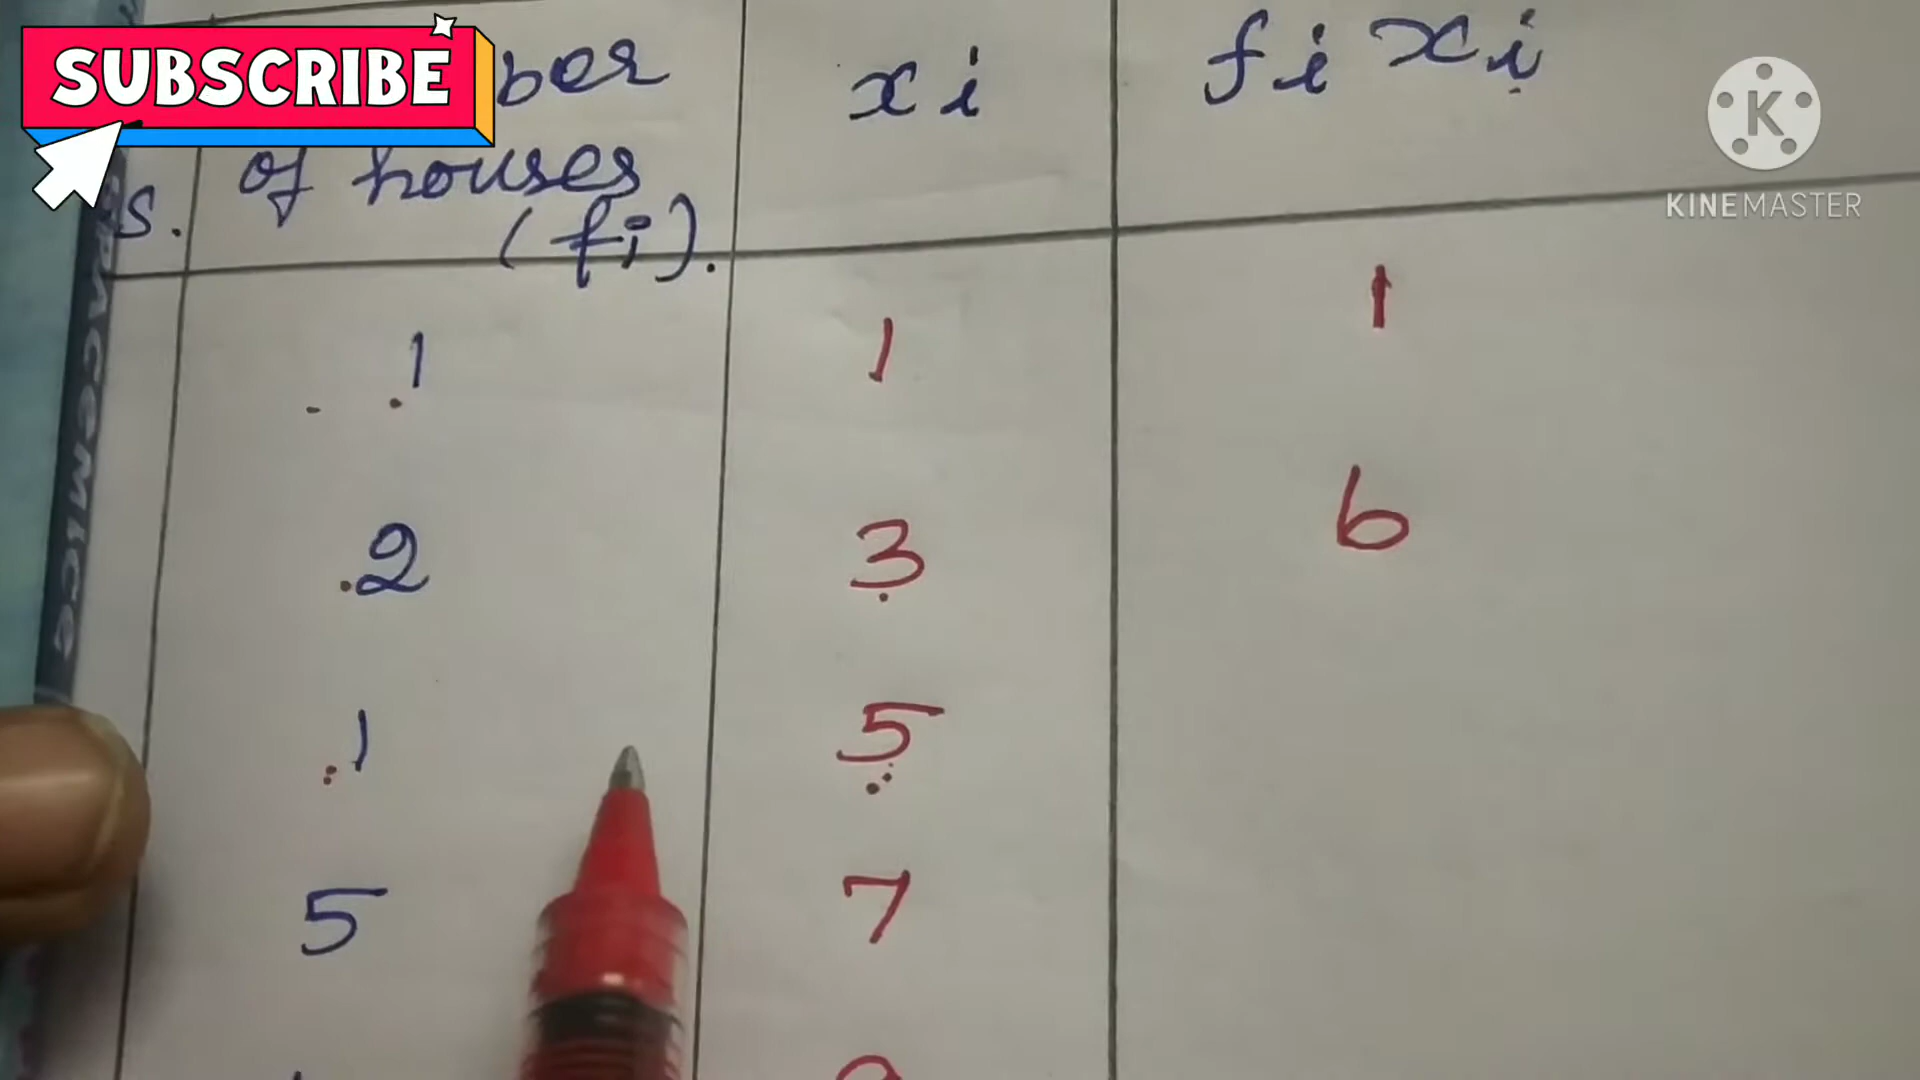 SUBSCRIBE
ber xi fi xi
of houses
s. (fi).
K
KINEMASTER
1 1 1
2 3 6
1 5
5 7
SPACEMICE